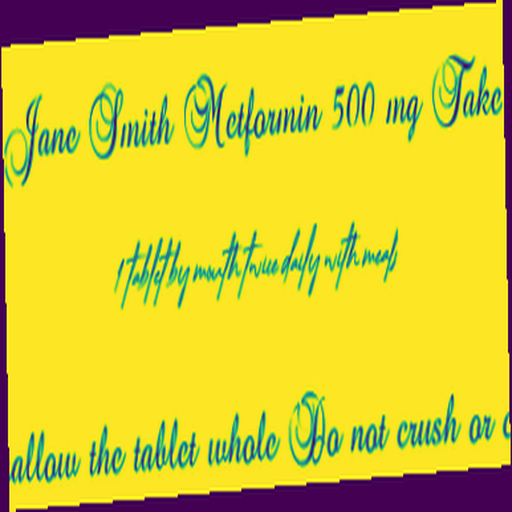 Jane Smith Metformin 500 mg Take
1 tablet by mouth twice daily with meals
allow the tablet whole Do not crush or